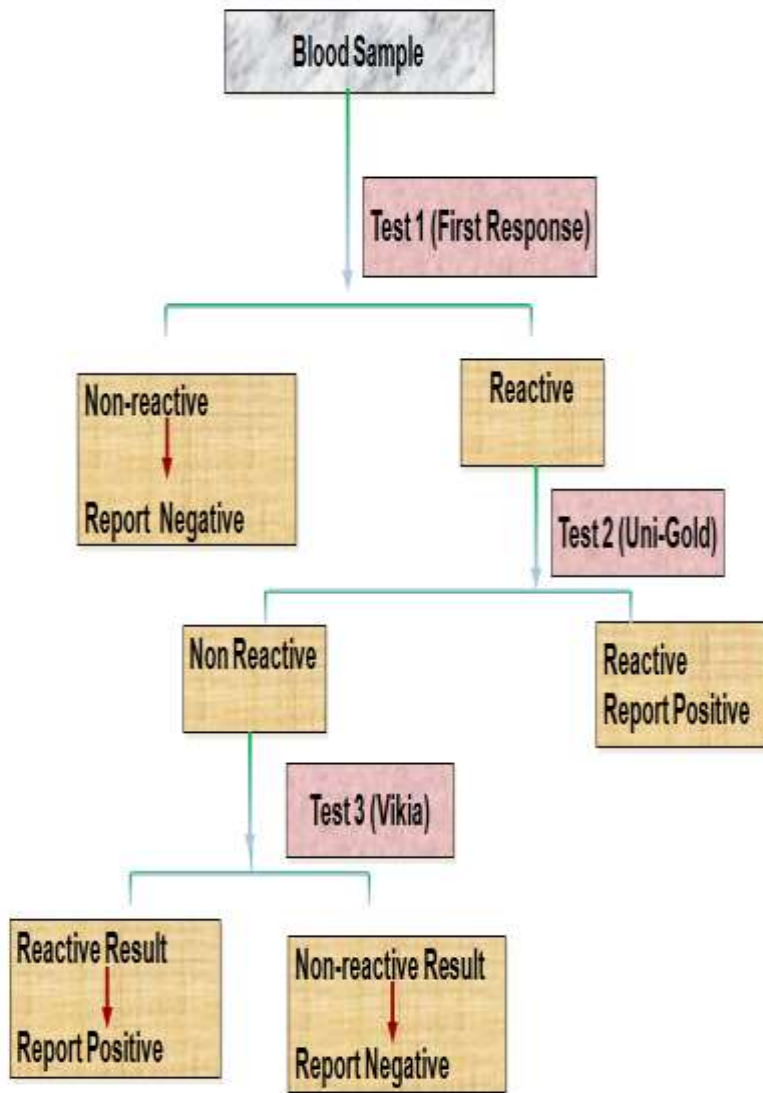 Blood Sample
Test 1 (First Response)
Non-reactive
Report Negative
Reactive
Test 2 (Uni-Gold)
Non Reactive
Reactive
Report Positive
Test 3 (Vikia)
Reactive Result
Report Positive
Non-reactive Result
Report Negative